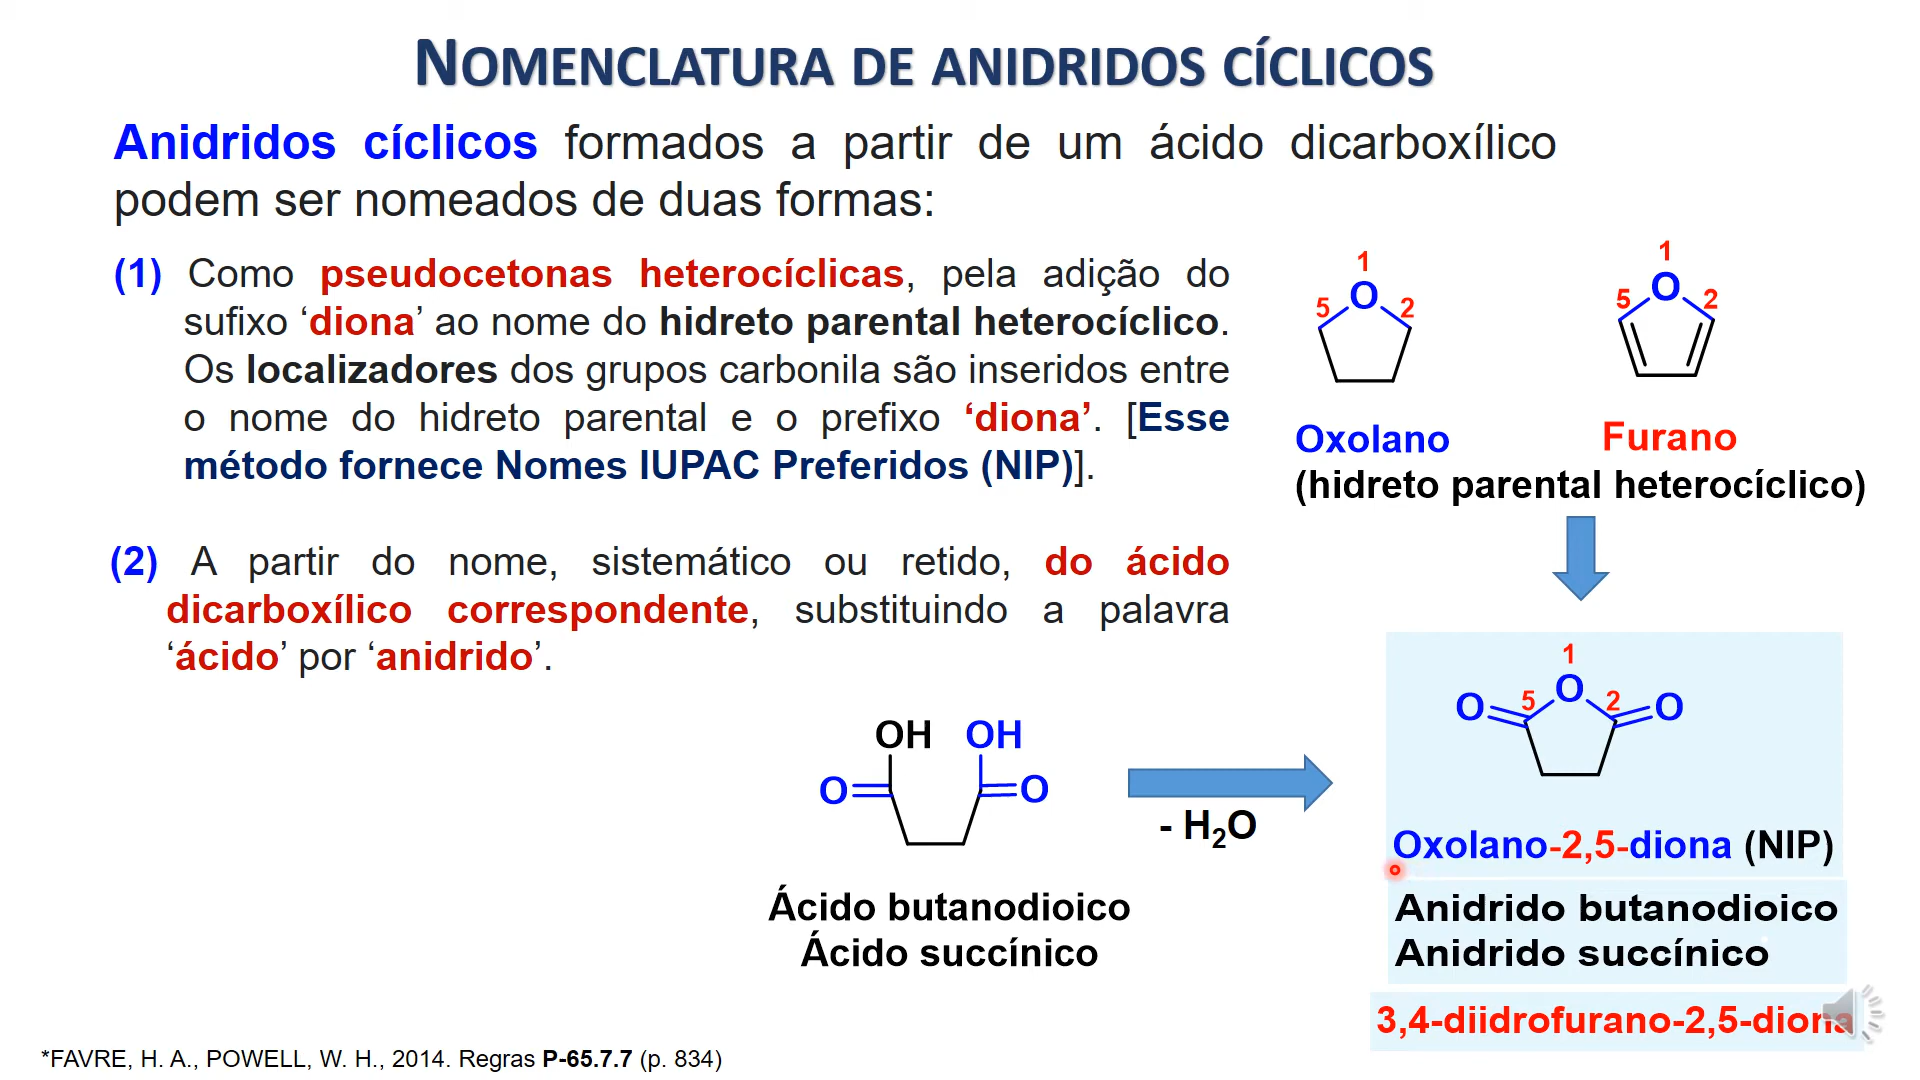 NOMENCLATURA DE ANIDRIDOS CÍCLICOS
Anidridos cíclicos formados a partir de um ácido dicarboxílico
podem ser nomeados de duas formas:
(1) Como pseudocetonas heterocíclicas, pela adição do
sufixo ‘diona’ ao nome do hidreto parental heterocíclico.
Os localizadores dos grupos carbonila são inseridos entre
o nome do hidreto parental e o prefixo ‘diona’. [Esse
método fornece Nomes IUPAC Preferidos (NIP)].
(2) A partir do nome, sistemático ou retido, do ácido
dicarboxílico correspondente, substituindo a palavra
‘ácido’ por ‘anidrido’.
1
5 O 2
1
5 O 2
Oxolano
Furano
(hidreto parental heterocíclico)
OH OH
O O
- H₂O
Ácido butanodioico
Ácido succínico
1
O 5 O 2 O
Oxolano-2,5-diona (NIP)
Anidrido butanodioico
Anidrido succínico
3,4-diidrofurano-2,5-diona
*FAVRE, H. A., POWELL, W. H., 2014. Regras P-65.7.7 (p. 834)